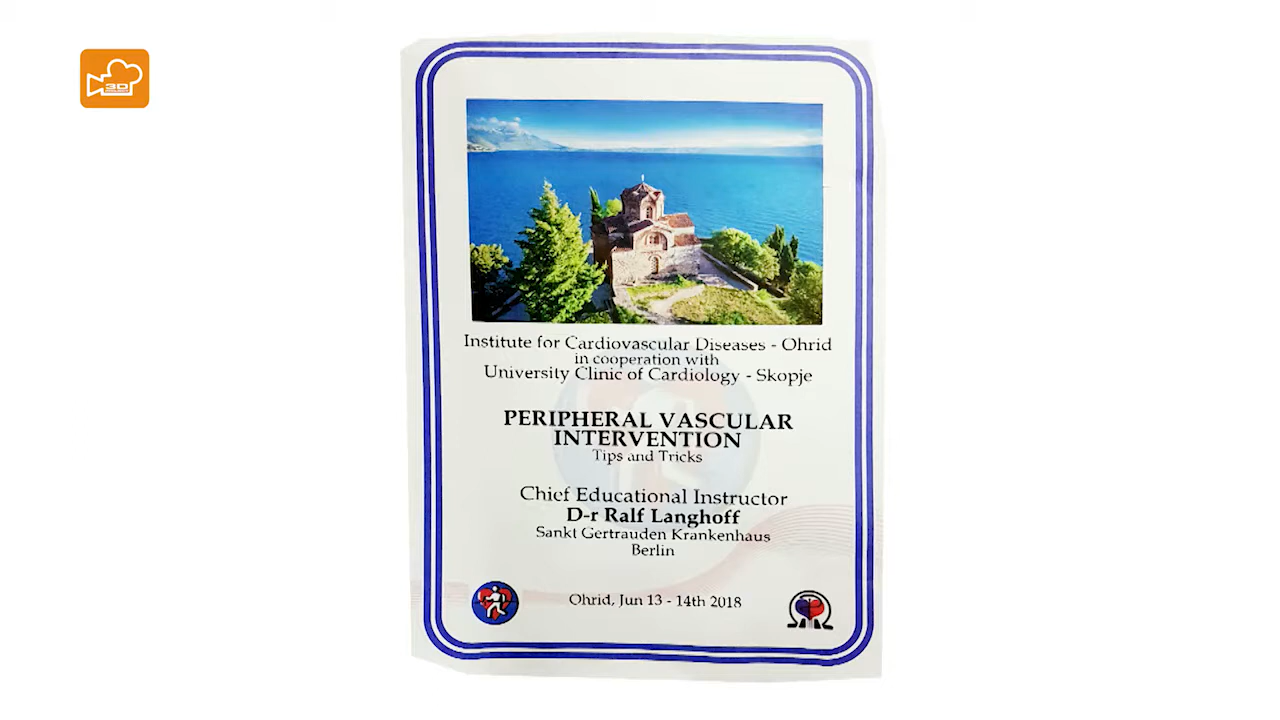 3D
Institute for Cardiovascular Diseases - Ohrid
in cooperation with
University Clinic of Cardiology - Skopje
PERIPHERAL VASCULAR
INTERVENTION
Tips and Tricks
Chief Educational Instructor
D-r Ralf Langhoff
Sankt Gertrauden Krankenhaus
Berlin
Ohrid, Jun 13 - 14th 2018